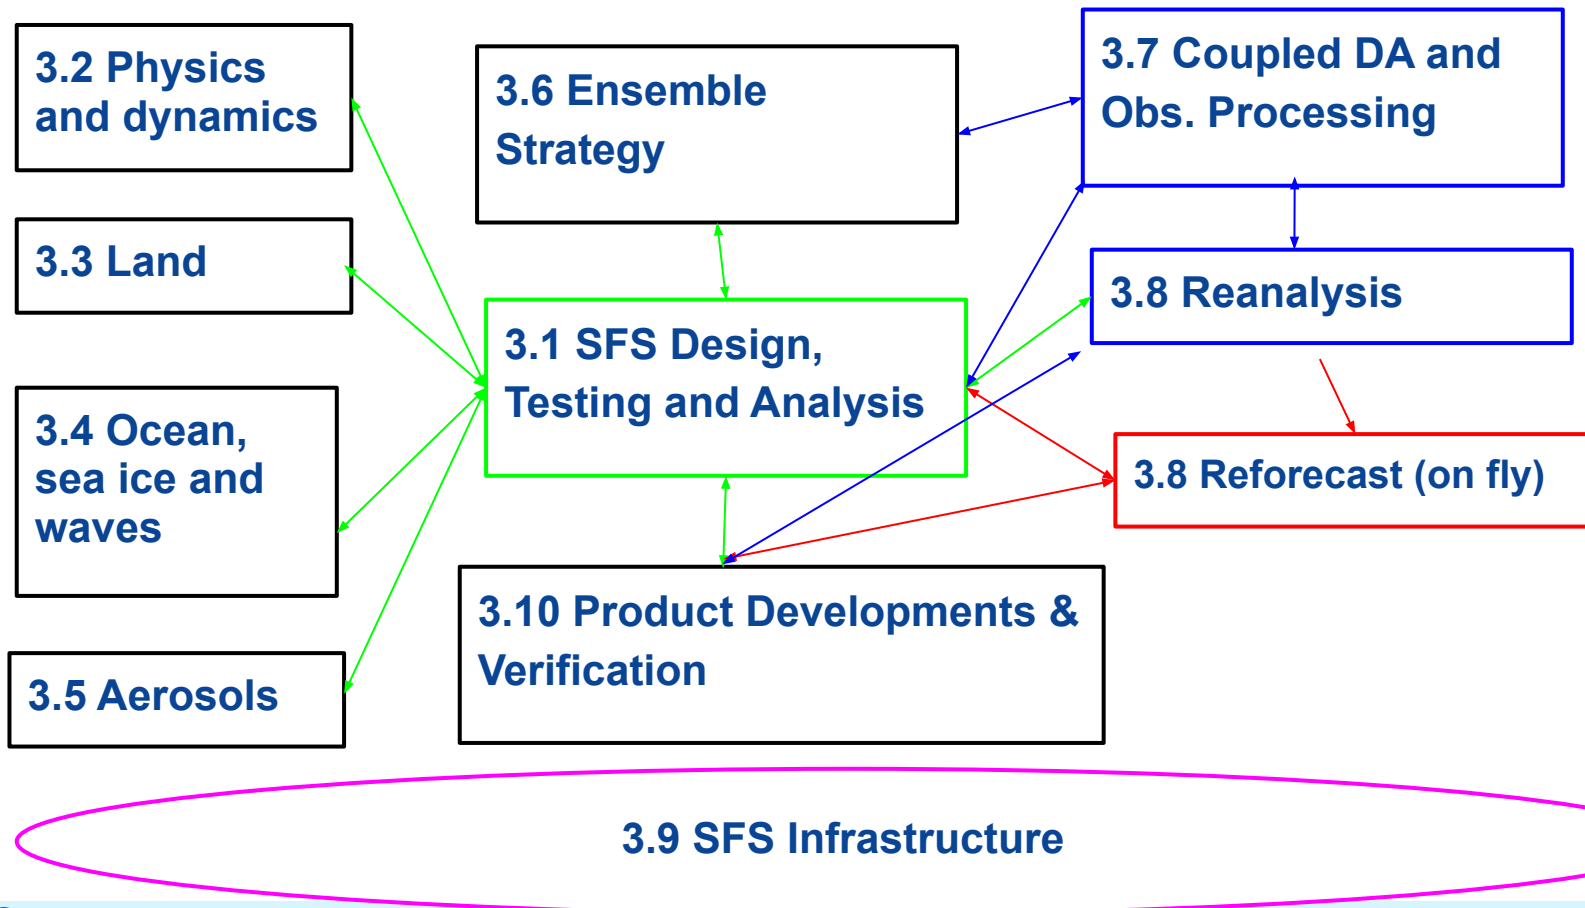 3.2 Physics
and dynamics
3.3 Land
3.4 Ocean,
sea ice and
waves
3.5 Aerosols
3.6 Ensemble
Strategy
3.1 SFS Design,
Testing and Analysis
3.10 Product Developments &
Verification
3.7 Coupled DA and
Obs. Processing
3.8 Reanalysis
3.8 Reforecast (on fly)
3.9 SFS Infrastructure